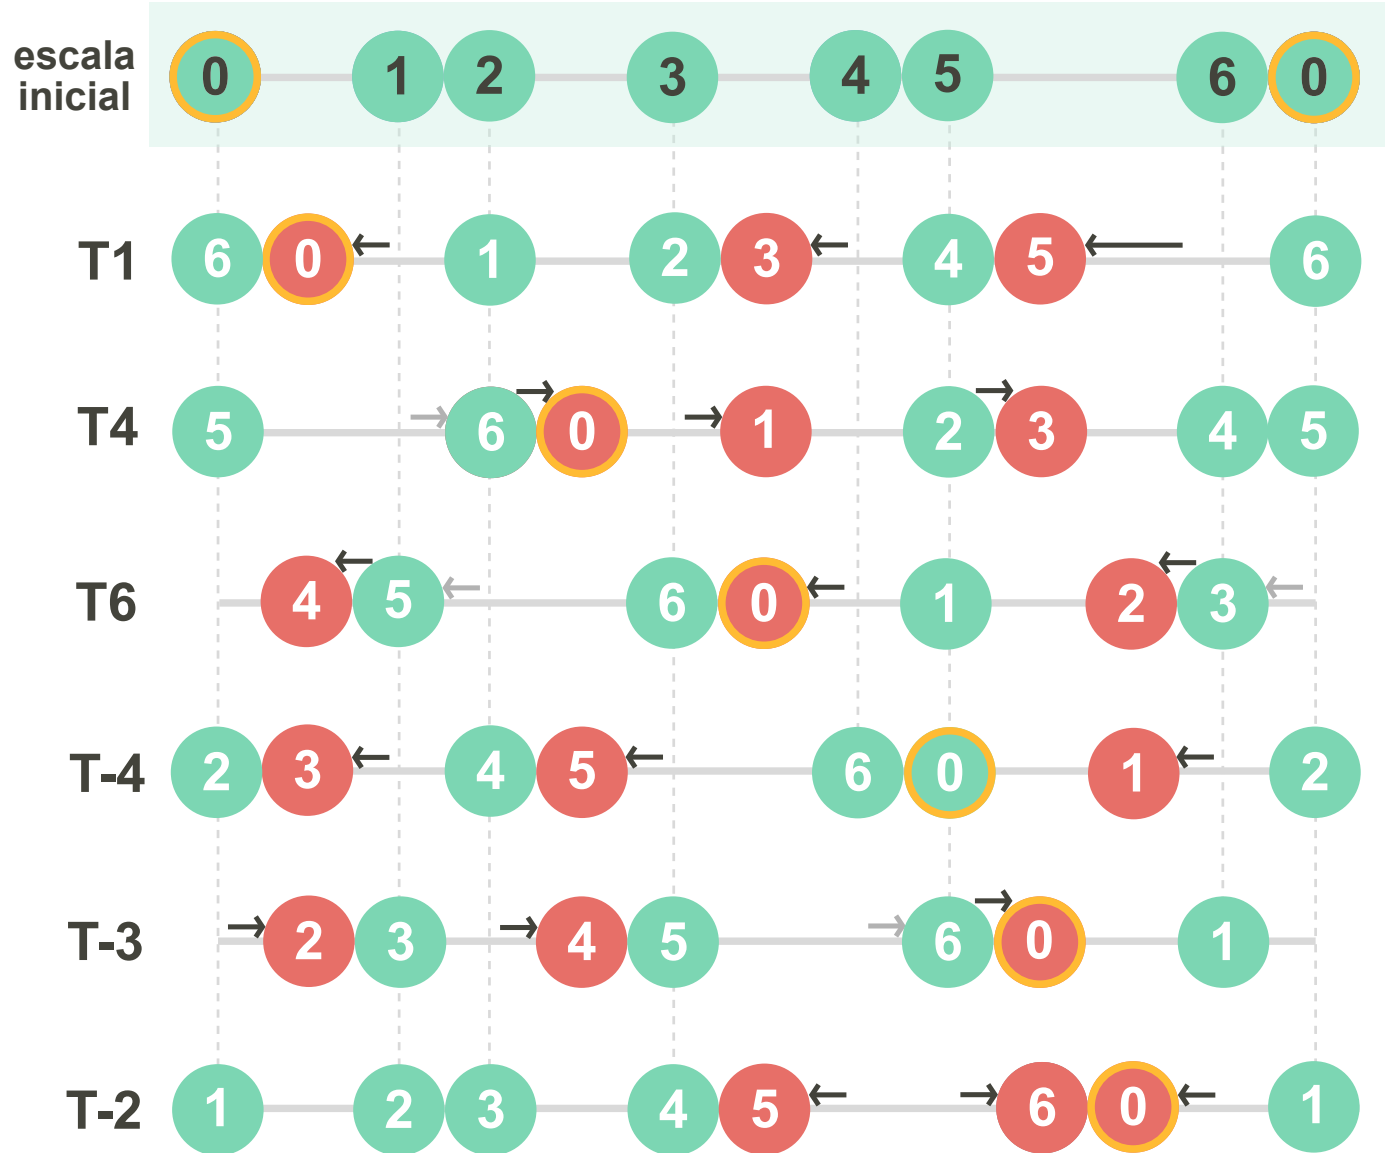 escala
inicial
0 1 2 3 4 5 6 0
T1 6 0 1 2 3 4 5 6
T4 5 6 0 1 2 3 4 5
T6 4 5 6 0 1 2 3
T-4 2 3 4 5 6 0 1 2
T-3 2 3 4 5 6 0 1
T-2 1 2 3 4 5 6 0 1